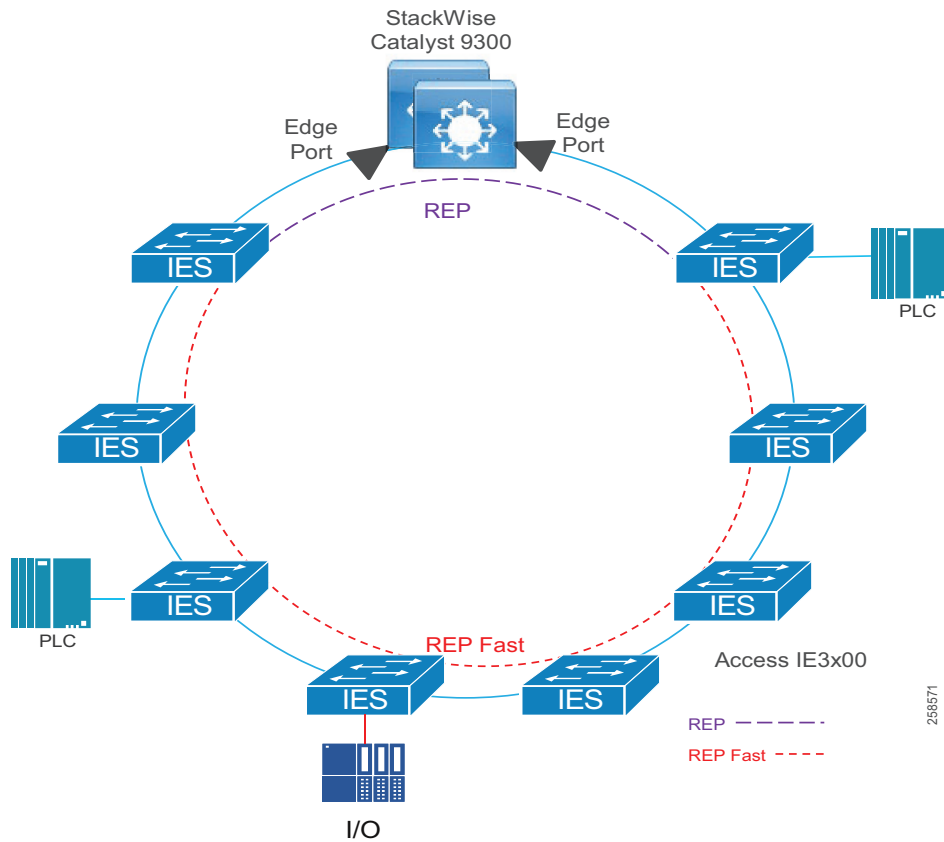 StackWise
Catalyst 9300
Edge
Port
Edge
Port
REP
IES
IES
PLC
IES
IES
IES
IES
PLC
REP Fast
Access IE3x00
IES
IES
REP
REP Fast
258571
I/O